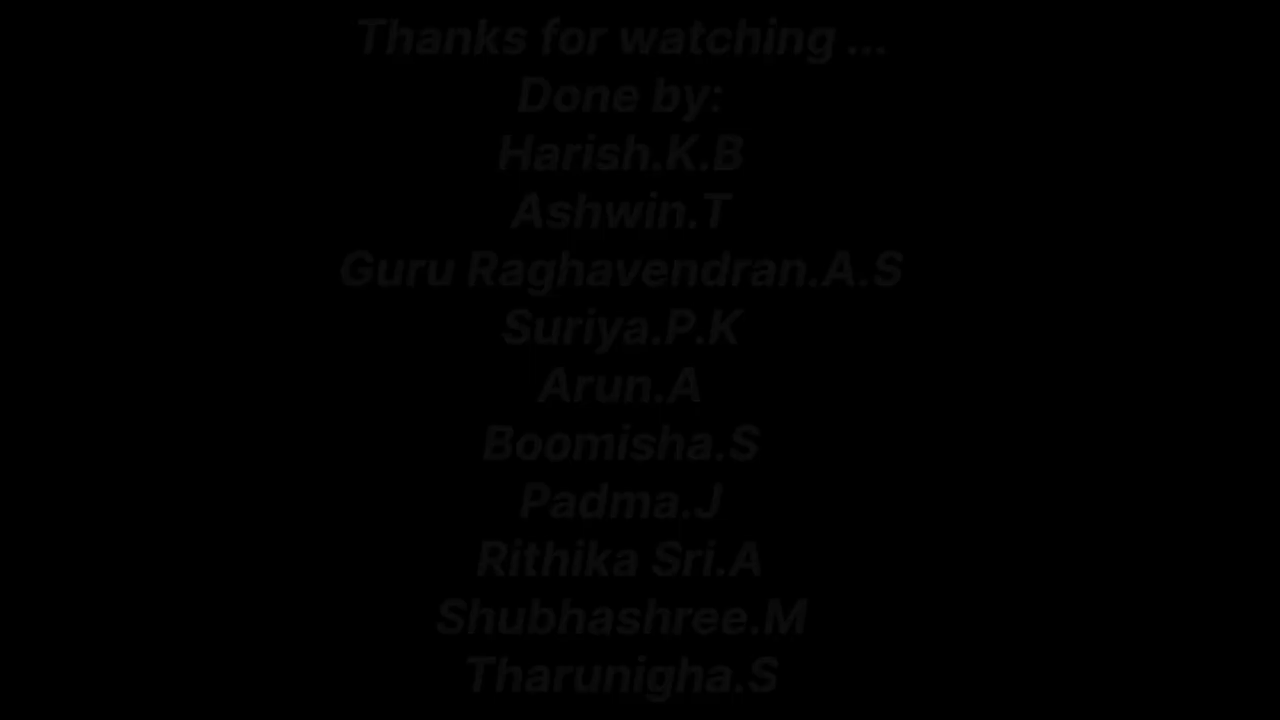 Thanks for watching ...
Done by:
Harish.K.B
Ashwin.T
Guru Raghavendran.A.S
Suriya.P.K
Arun.A
Boomisha.S
Padma.J
Rithika Sri.A
Shubhashree.M
Tharunigha.S